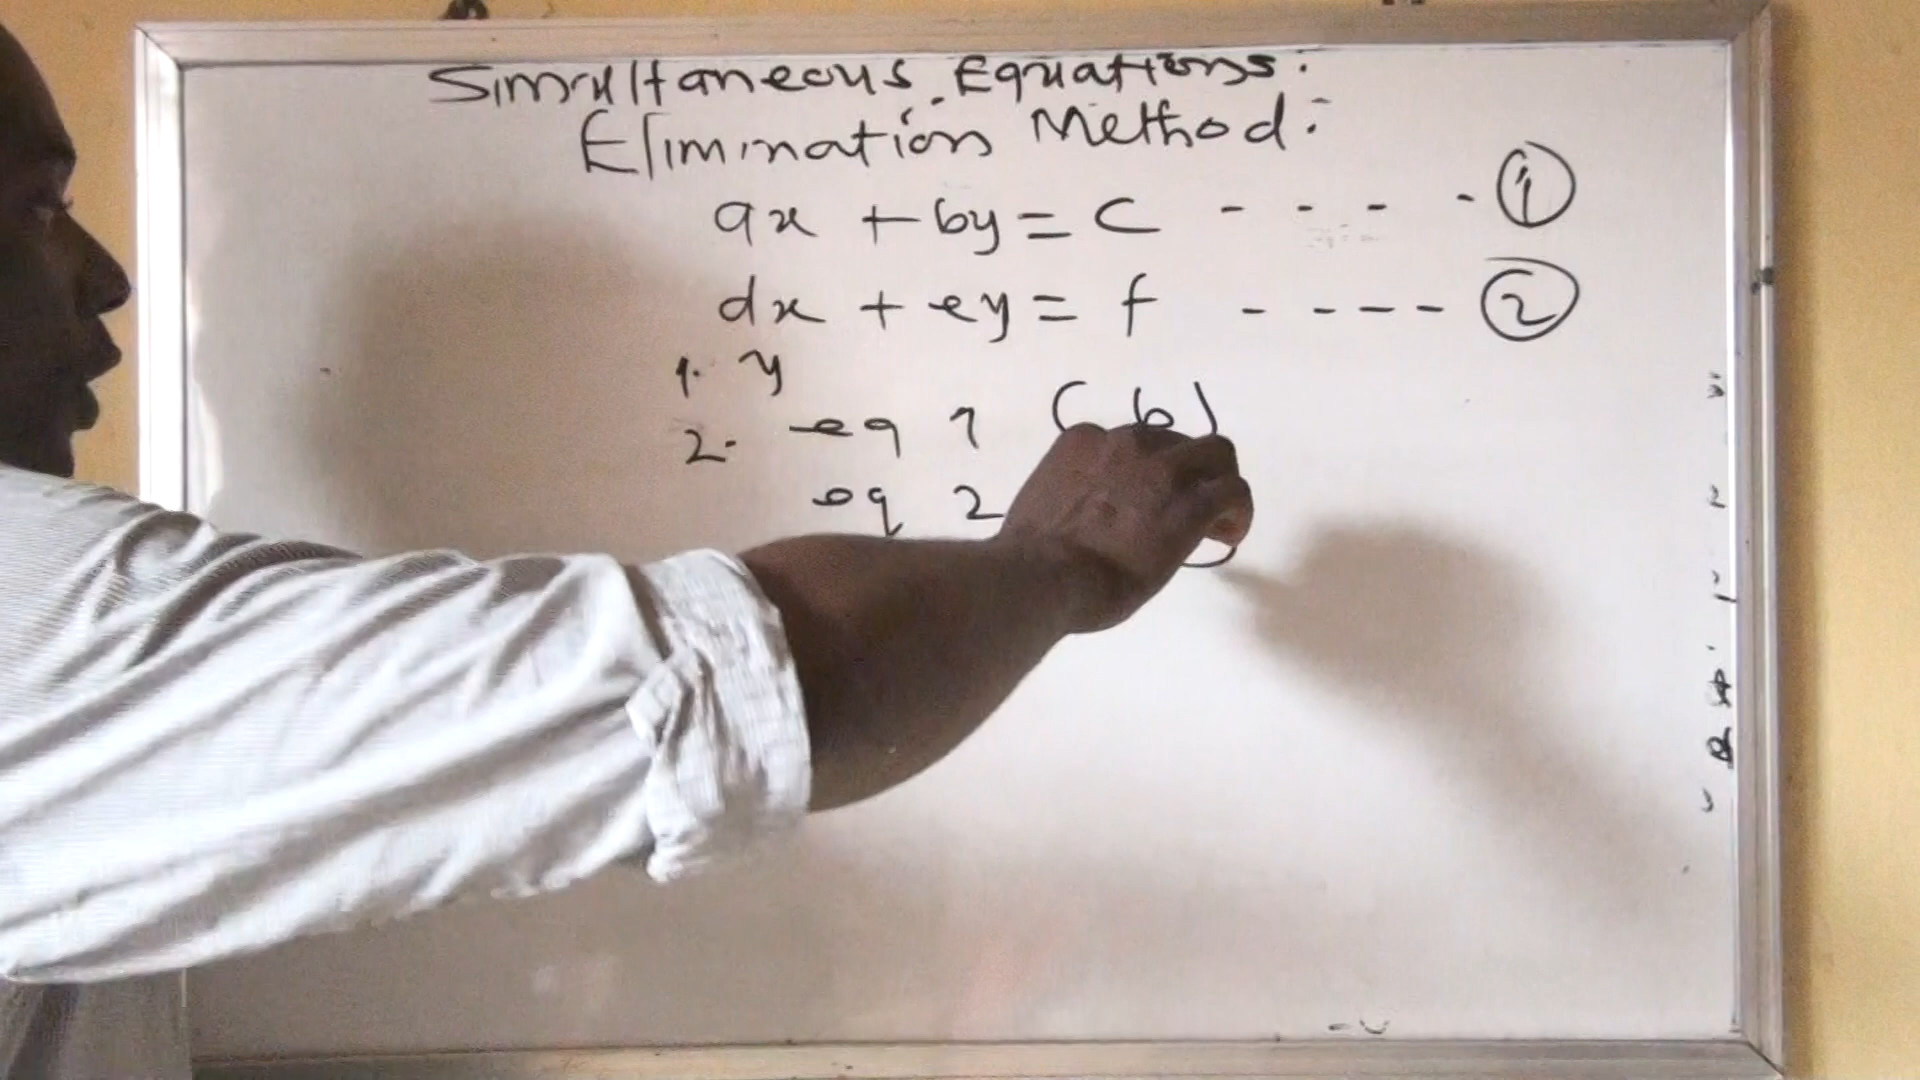 Simultaneous Equations:
Elimination Method:
ax + by = c - - - - 1
dx + ey = f - - - - 2
1. y
2. eq 1 ( b)
eq 2